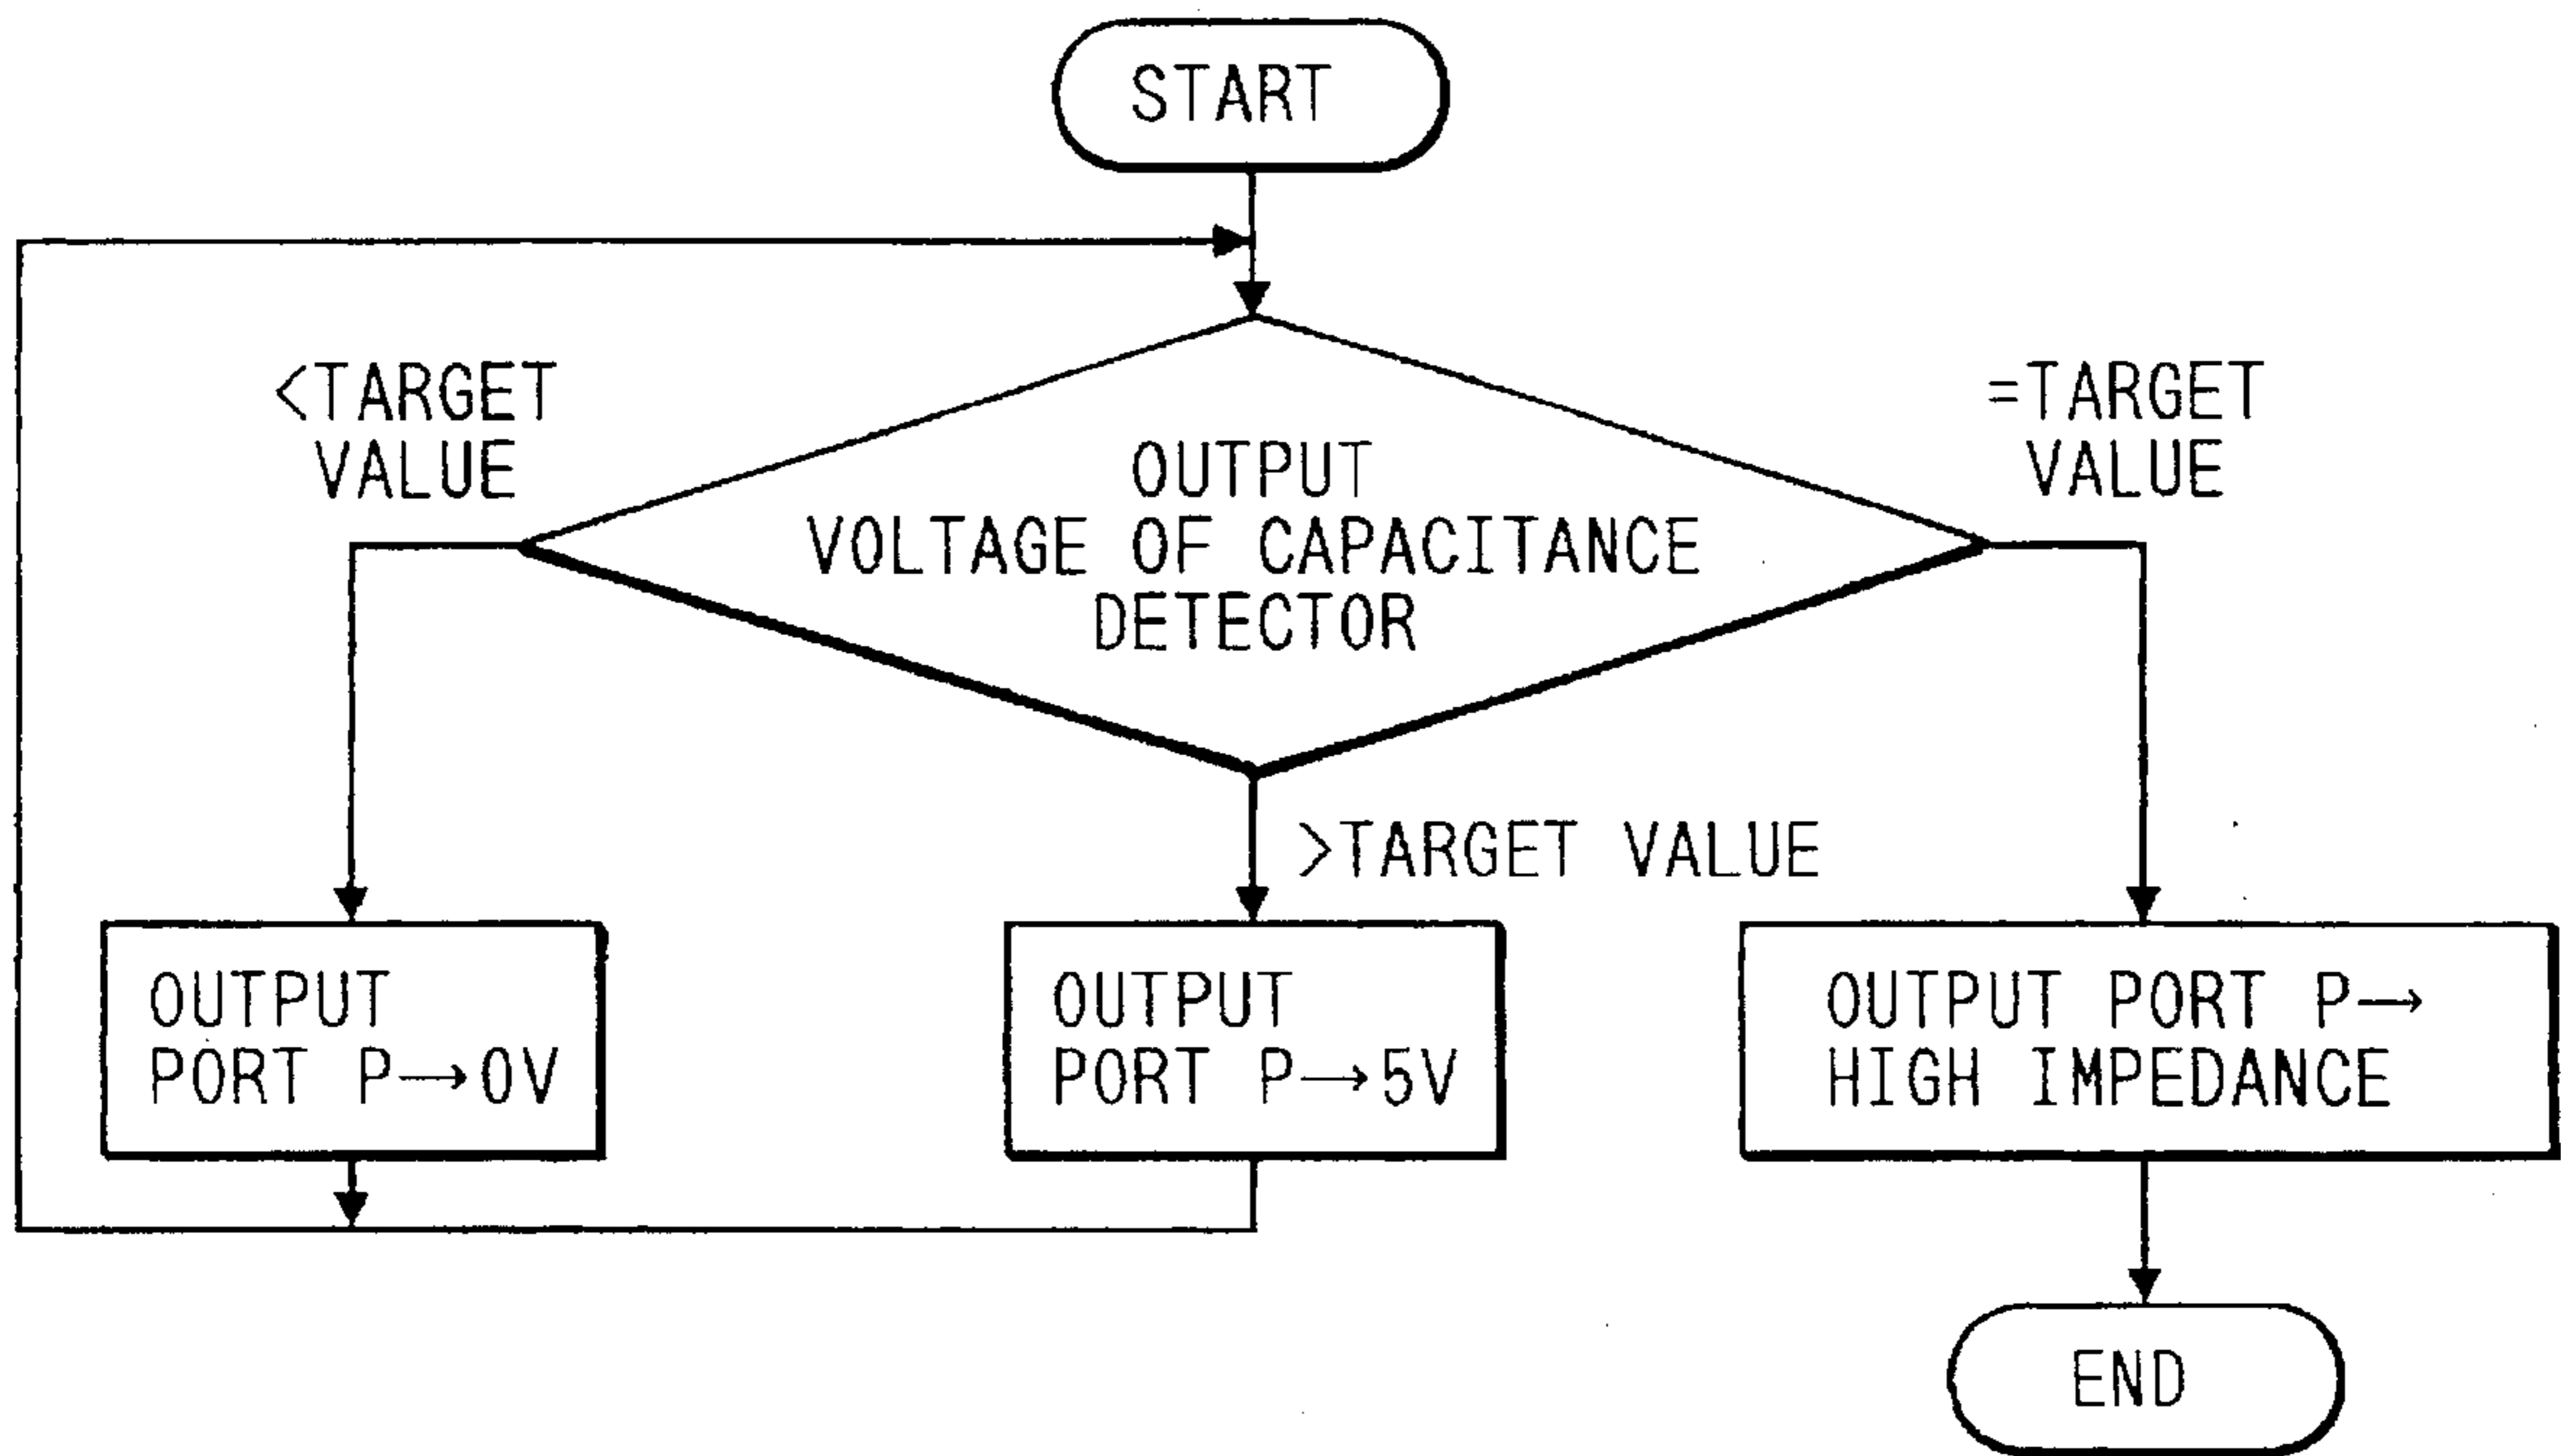 START
<TARGET
VALUE
=TARGET
VALUE
OUTPUT
VOLTAGE OF CAPACITANCE
DETECTOR
>TARGET VALUE
OUTPUT
PORT P→0V
OUTPUT
PORT P→5V
OUTPUT PORT P→
HIGH IMPEDANCE
END